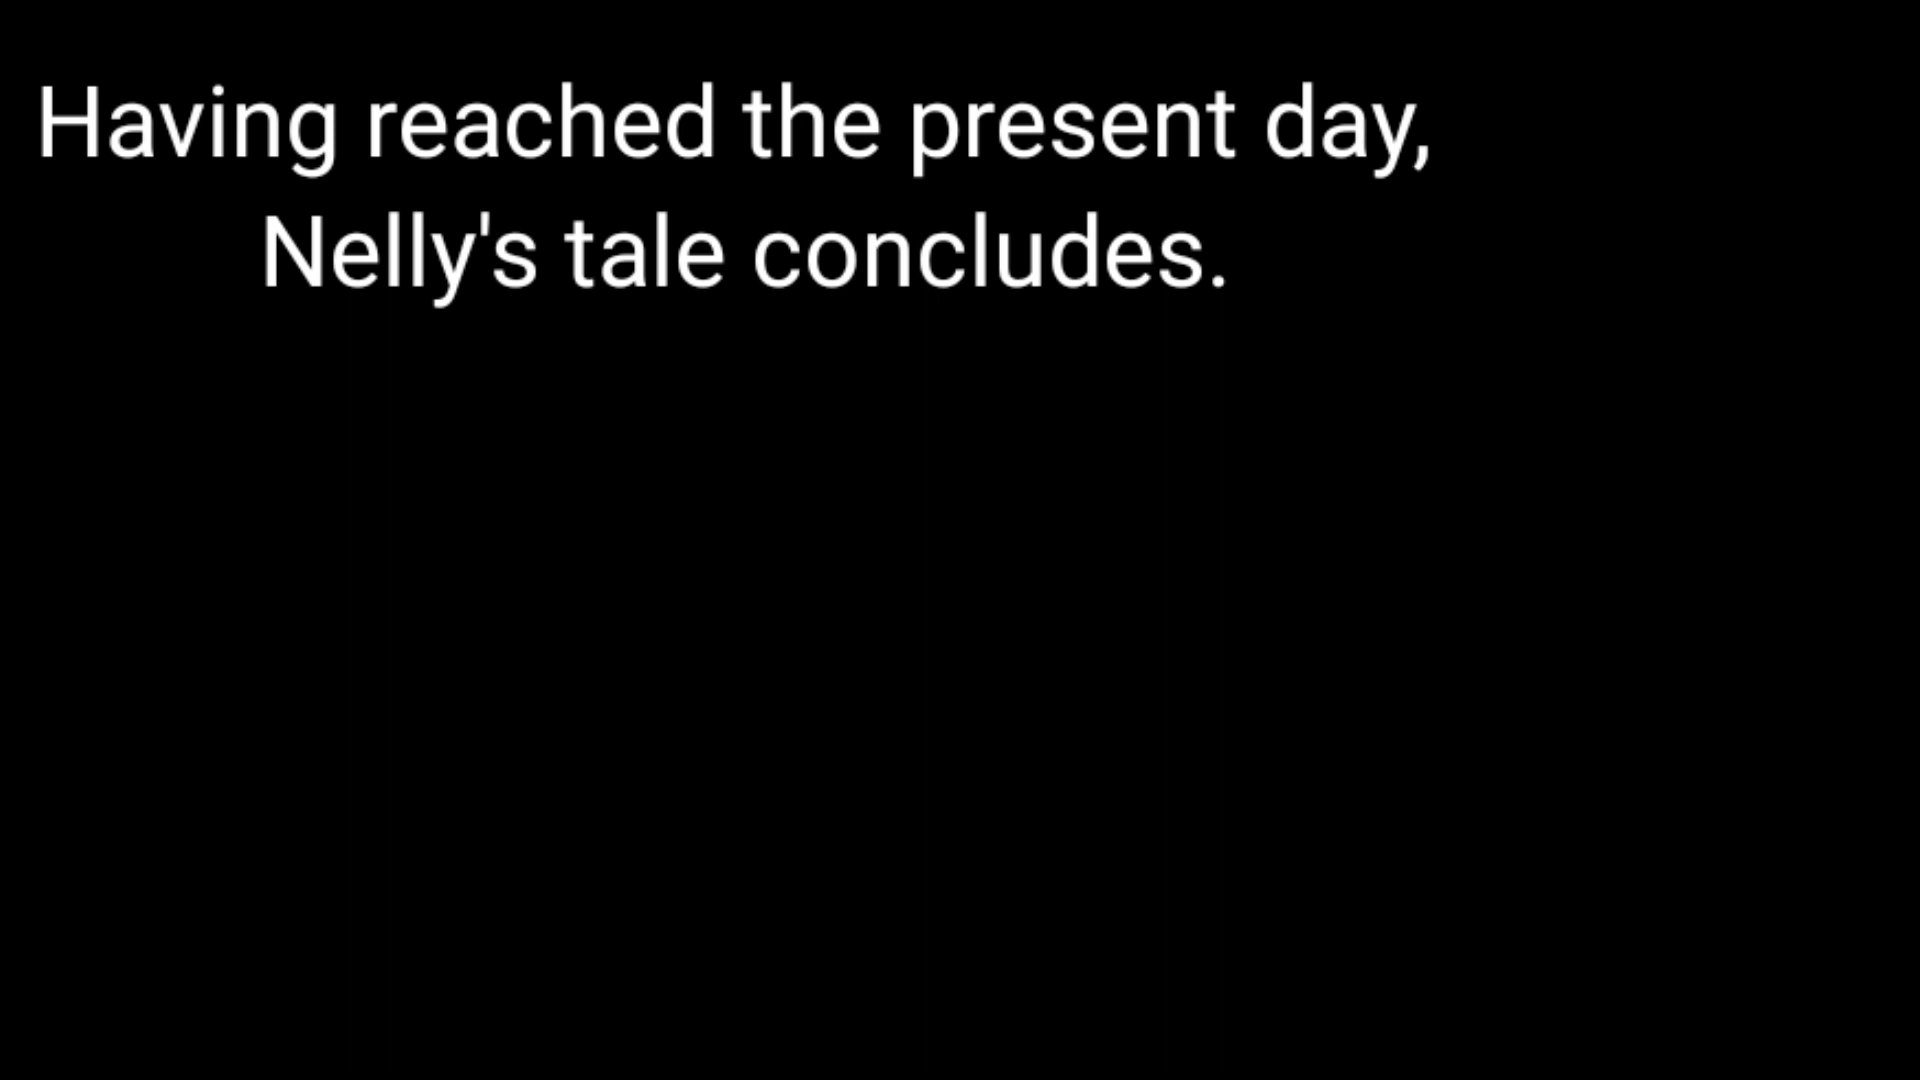 Having reached the present day,
Nelly's tale concludes.